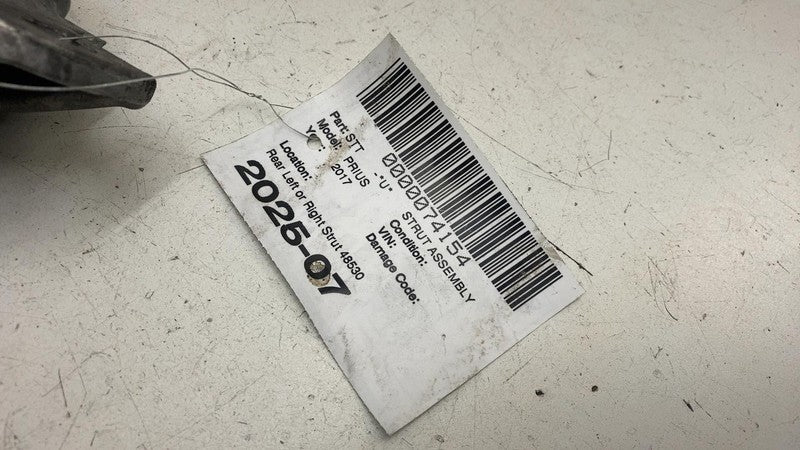 0000074154
Part: STT -"U" STRUT ASSEMBLY
Model: PRIUS Condition:
2017 VIN:
Damage Code:
Location:
Rear Left or Right Strut 48530
2025-07